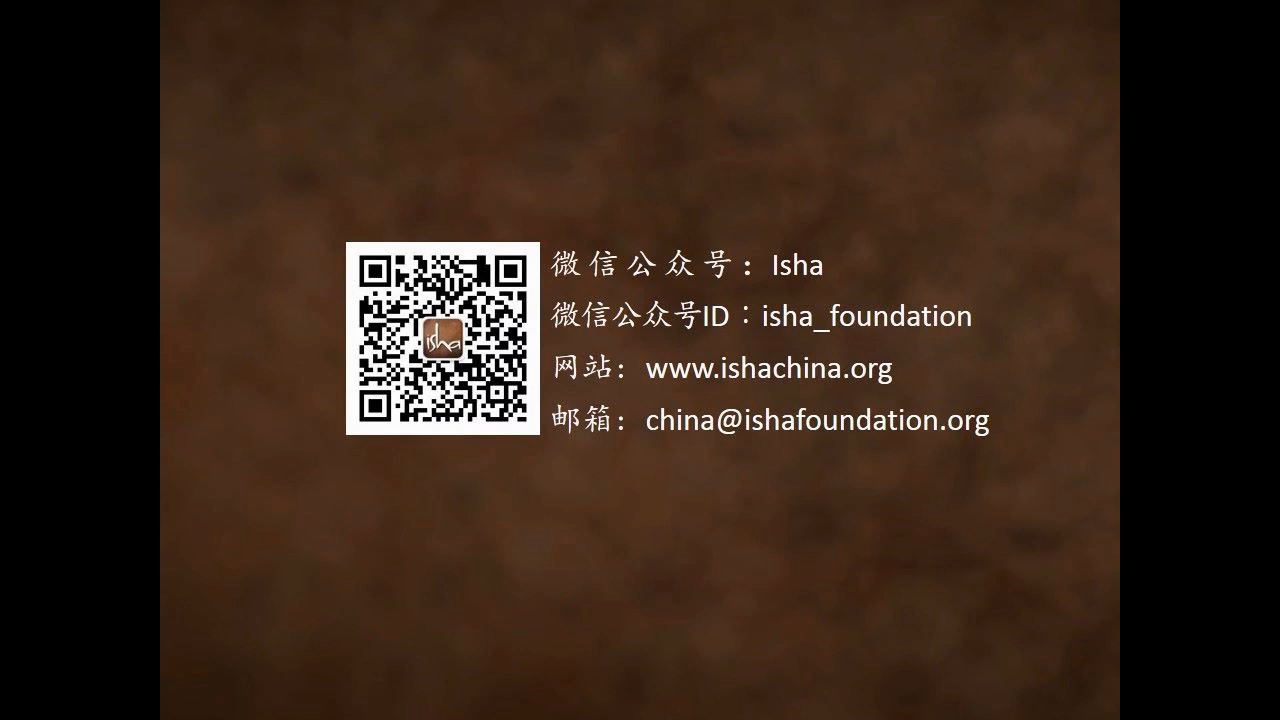 isha
微信公众号：Isha
微信公众号ID：isha_foundation
网站：www.ishachina.org
邮箱：china@ishafoundation.org